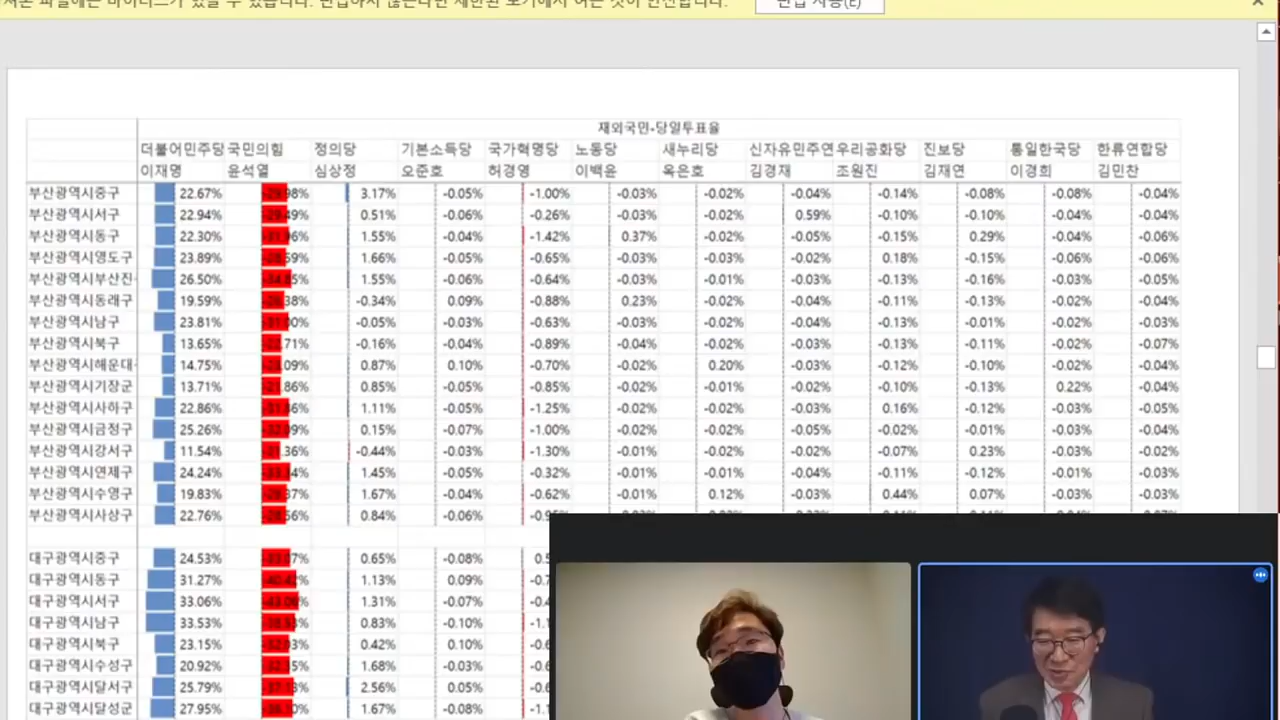 재외국민-당일투표율
더불어민주당 국민의힘 정의당 기본소득당 국가혁명당 노동당 새누리당 신자유민주연 우리공화당 진보당 통일한국당 한류연합당
이재명 윤석열 심상정 오준호 허경영 이백윤 옥은호 김경재 조원진 김재연 이경희 김민찬
부산광역시중구 22.67% 3.17% -0.05% -1.00% -0.03% -0.02% -0.04% -0.14% -0.08% -0.08% -0.04%
부산광역시서구 22.94% 0.51% -0.06% -0.26% -0.03% -0.02% 0.59% -0.10% -0.10% -0.04% -0.04%
부산광역시동구 22.30% 1.55% -0.04% -1.42% 0.37% -0.02% -0.05% -0.15% 0.29% -0.04% -0.06%
부산광역시영도구 23.89% 1.66% -0.05% -0.65% -0.03% -0.03% -0.02% 0.18% -0.15% -0.06% -0.06%
부산광역시부산진 26.50% 1.55% -0.06% -0.64% -0.03% -0.01% -0.03% -0.13% -0.16% -0.03% -0.05%
부산광역시동래구 19.59% -0.34% 0.09% -0.88% 0.23% -0.02% -0.04% -0.11% -0.13% -0.02% -0.04%
부산광역시남구 23.81% -0.05% -0.03% -0.63% -0.03% -0.02% -0.04% -0.13% -0.01% -0.02% -0.03%
부산광역시북구 13.65% -0.16% -0.04% -0.89% -0.04% -0.02% -0.03% -0.13% -0.11% -0.02% -0.07%
부산광역시해운대 14.75% 0.87% 0.10% -0.70% -0.02% 0.20% -0.03% -0.12% -0.10% -0.02% -0.04%
부산광역시기장군 13.71% 0.85% -0.05% -0.85% -0.02% -0.01% -0.02% -0.10% -0.13% 0.22% -0.04%
부산광역시사하구 22.86% 1.11% -0.05% -1.25% -0.02% -0.02% -0.03% 0.16% -0.12% -0.03% -0.05%
부산광역시금정구 25.26% 0.15% -0.07% -1.00% -0.02% -0.02% -0.05% -0.02% -0.01% -0.03% -0.04%
부산광역시강서구 11.54% -0.44% -0.03% -1.30% -0.01% -0.02% -0.02% -0.07% 0.23% -0.03% -0.02%
부산광역시연제구 24.24% 1.45% -0.05% -0.32% -0.01% -0.01% -0.04% -0.11% -0.12% -0.01% -0.03%
부산광역시수영구 19.83% 1.67% -0.04% -0.62% -0.01% 0.12% -0.03% 0.44% 0.07% -0.03% -0.03%
부산광역시사상구 22.76% 0.84% -0.06%
대구광역시중구 24.53% 0.65% -0.08%
대구광역시동구 31.27% 1.13% 0.09%
대구광역시서구 33.06% 1.31% -0.07%
대구광역시남구 33.53% 0.83% -0.10%
대구광역시북구 23.15% 0.42% 0.10%
대구광역시수성구 20.92% 1.68% -0.03%
대구광역시달서구 25.79% 2.56% 0.05%
대구광역시달성군 27.95% 1.67% -0.08%